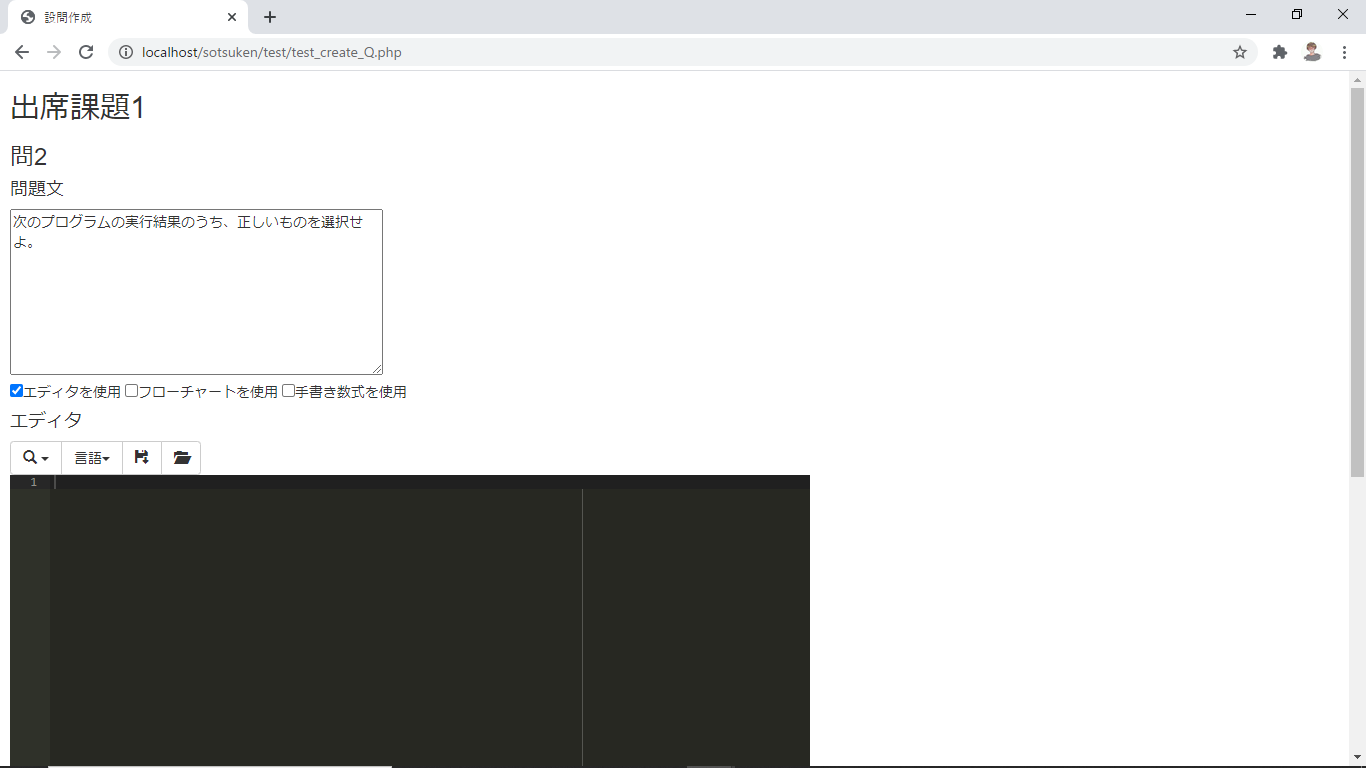 設問作成
localhost/sotsuken/test/test_create_Q.php
出席課題1
問2
問題文
次のプログラムの実行結果のうち、正しいものを選択せ
よ。
エディタを使用 フローチャートを使用 手書き数式を使用
エディタ
言語
1